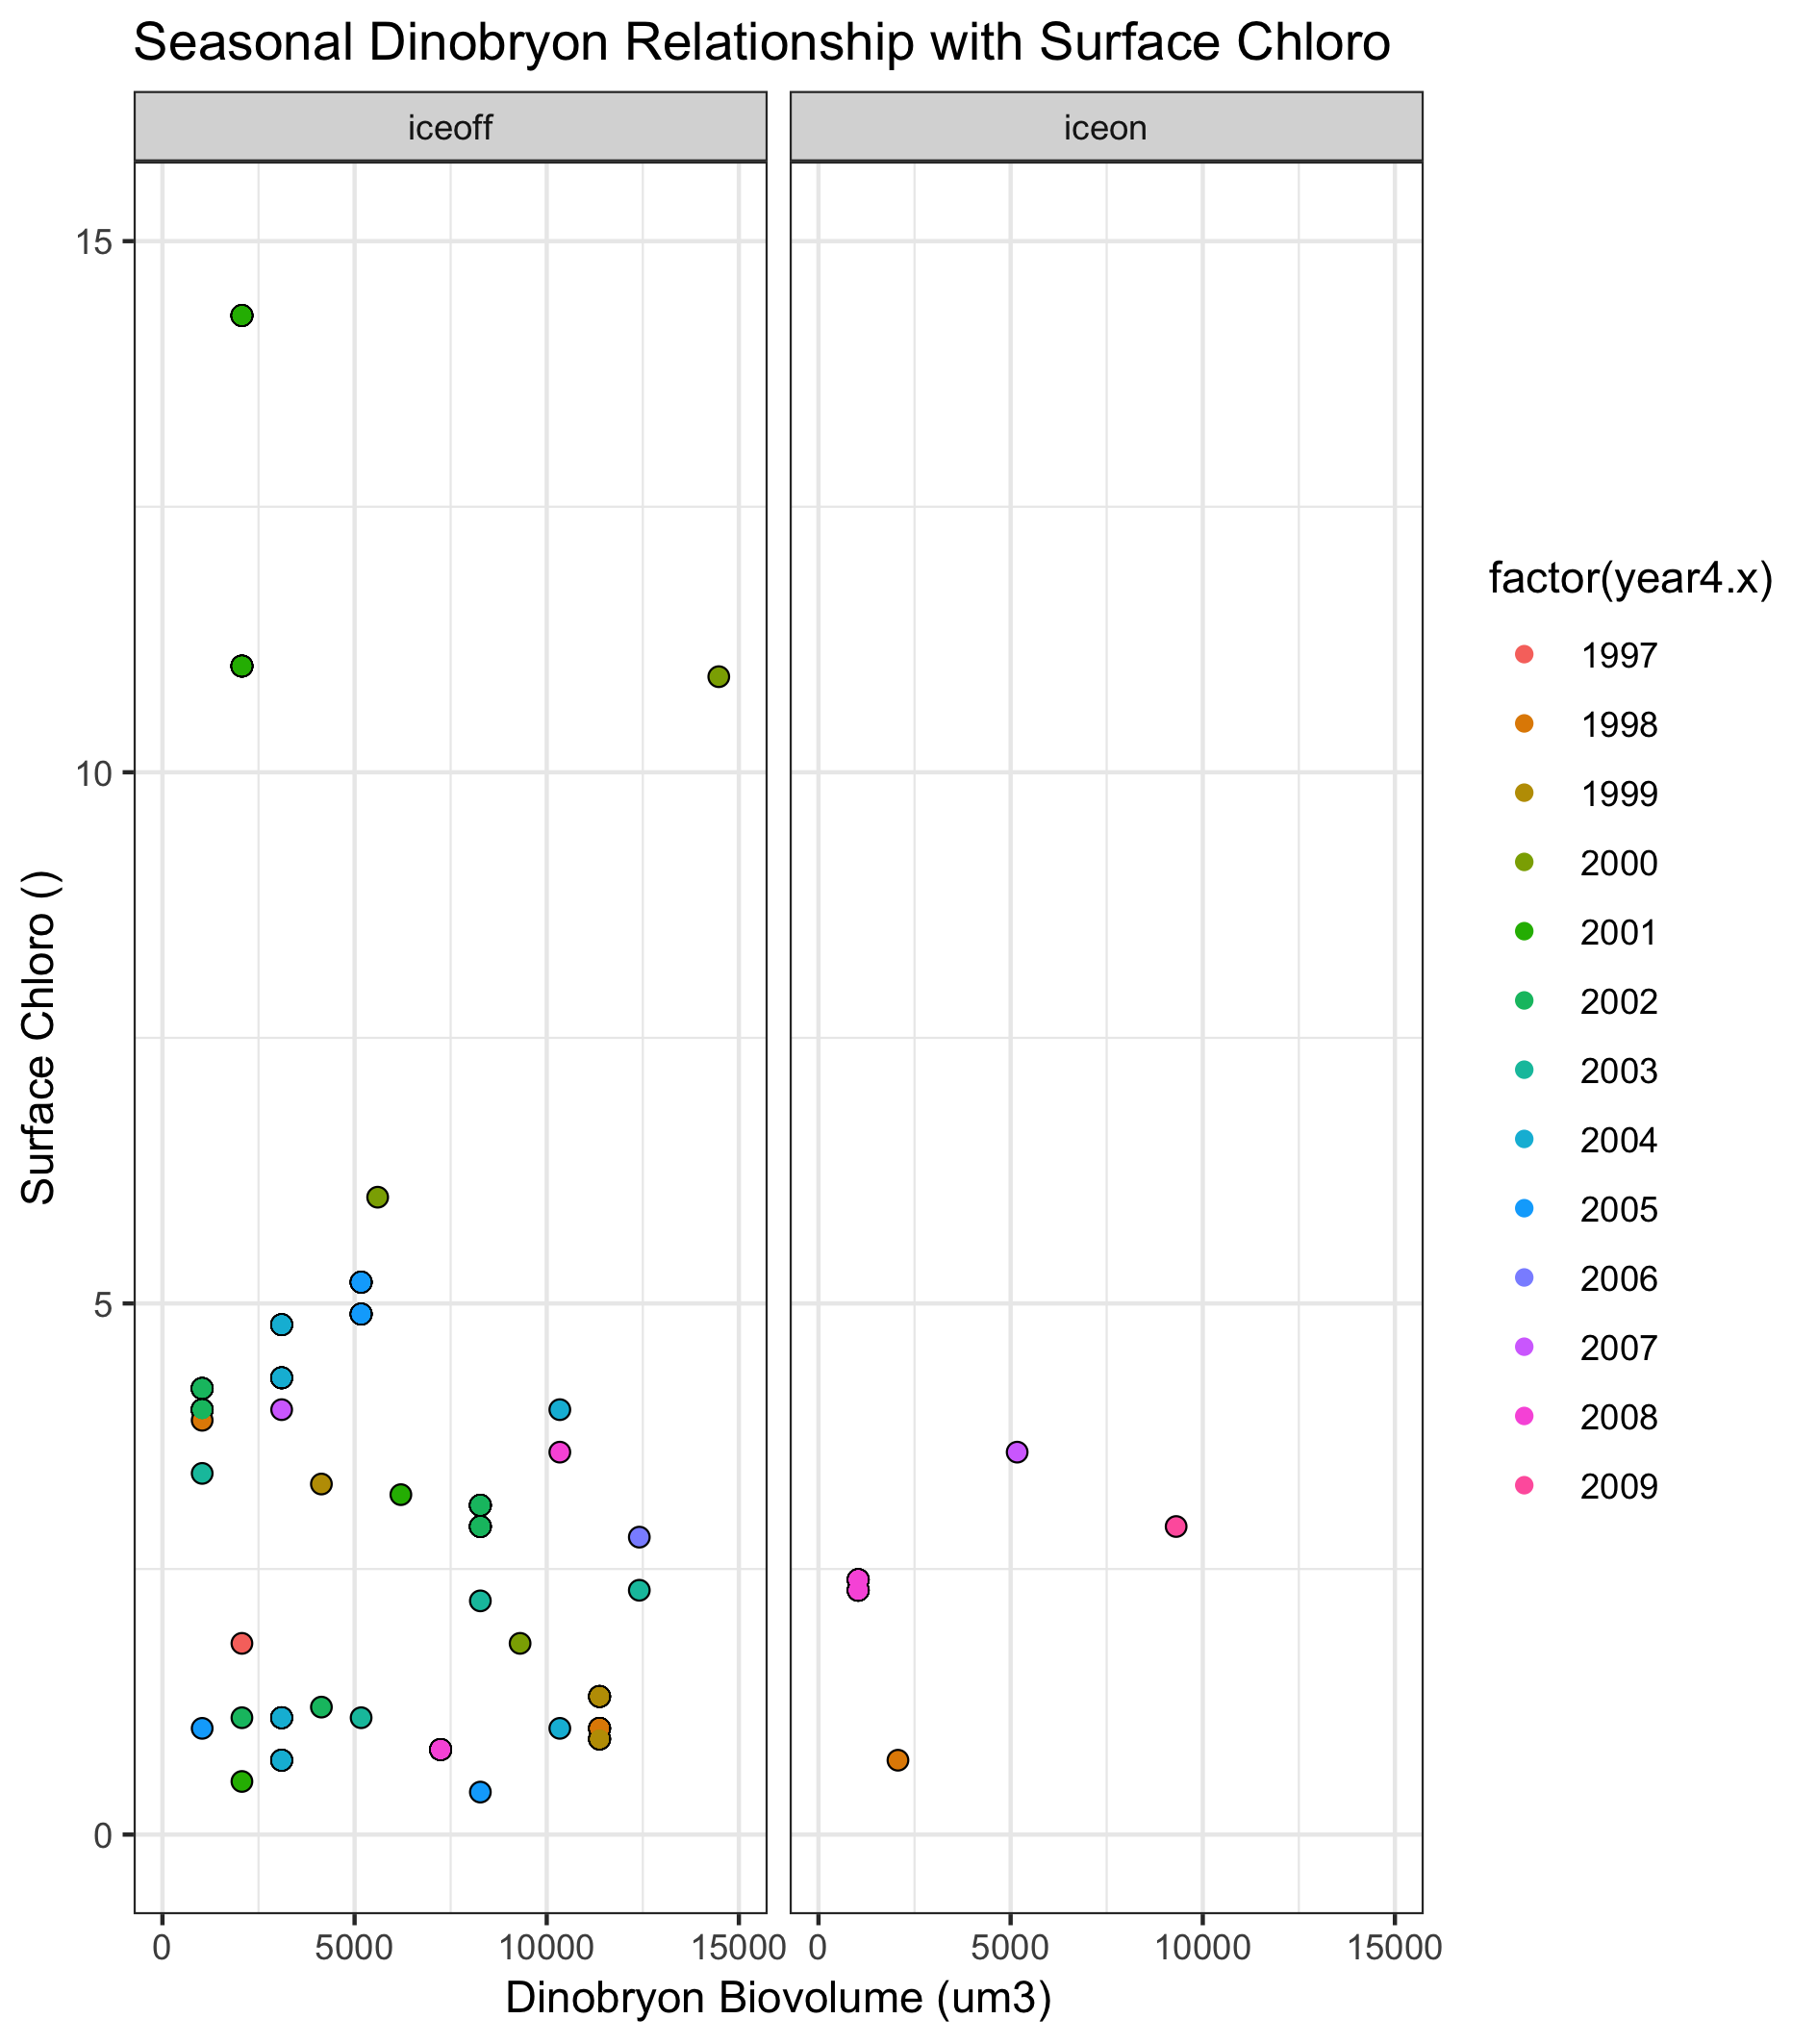 Seasonal Dinobryon Relationship with Surface Chloro
iceoff
iceon
15
10
5
0
Surface Chloro ()
0 5000 10000 15000
0 5000 10000 15000
Dinobryon Biovolume (um3)
factor(year4.x)
1997
1998
1999
2000
2001
2002
2003
2004
2005
2006
2007
2008
2009